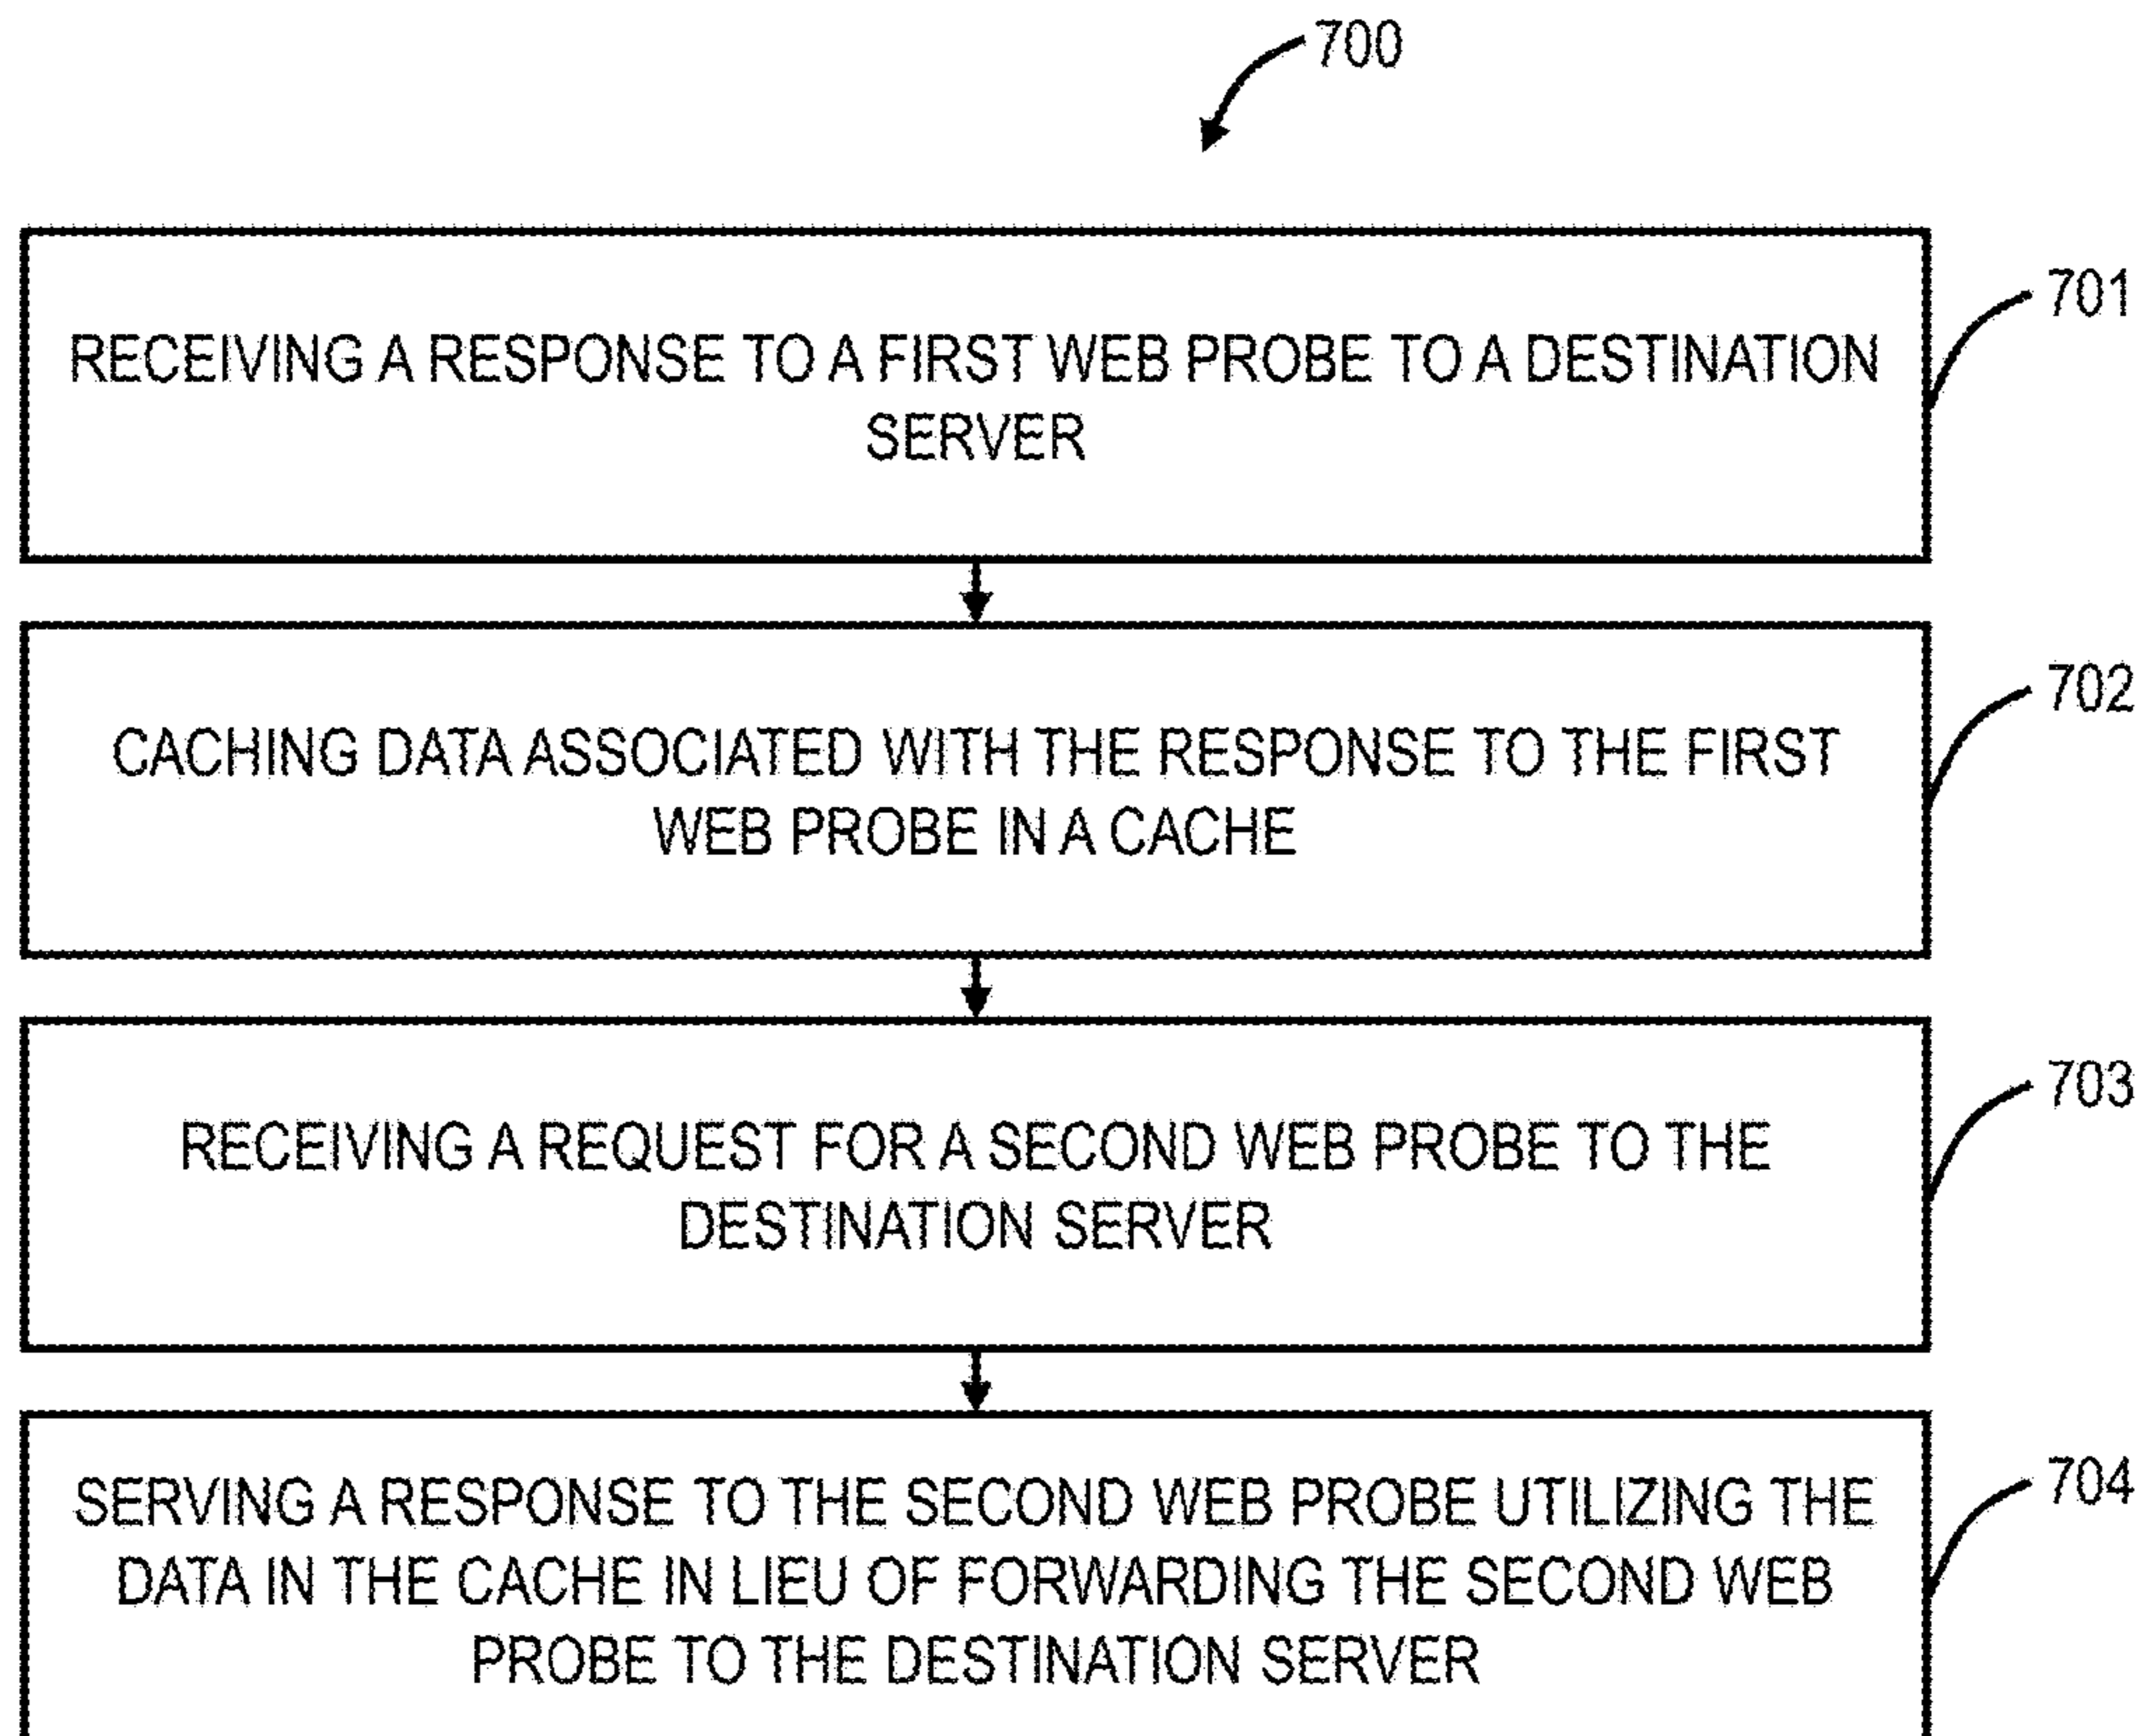 700
RECEIVING A RESPONSE TO A FIRST WEB PROBE TO A DESTINATION
SERVER
701
CACHING DATA ASSOCIATED WITH THE RESPONSE TO THE FIRST
WEB PROBE IN A CACHE
702
RECEIVING A REQUEST FOR A SECOND WEB PROBE TO THE
DESTINATION SERVER
703
SERVING A RESPONSE TO THE SECOND WEB PROBE UTILIZING THE
DATA IN THE CACHE IN LIEU OF FORWARDING THE SECOND WEB
PROBE TO THE DESTINATION SERVER
704